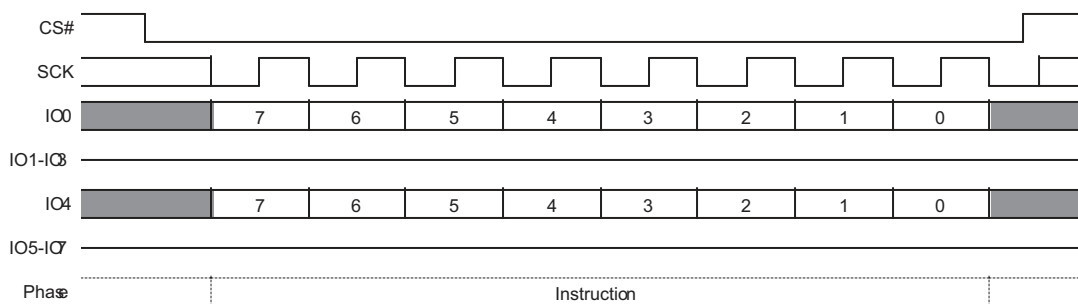 CS#
SCK
IO0 7 6 5 4 3 2 1 0
IO1-IO3
IO4 7 6 5 4 3 2 1 0
IO5-IO7
Phase Instruction